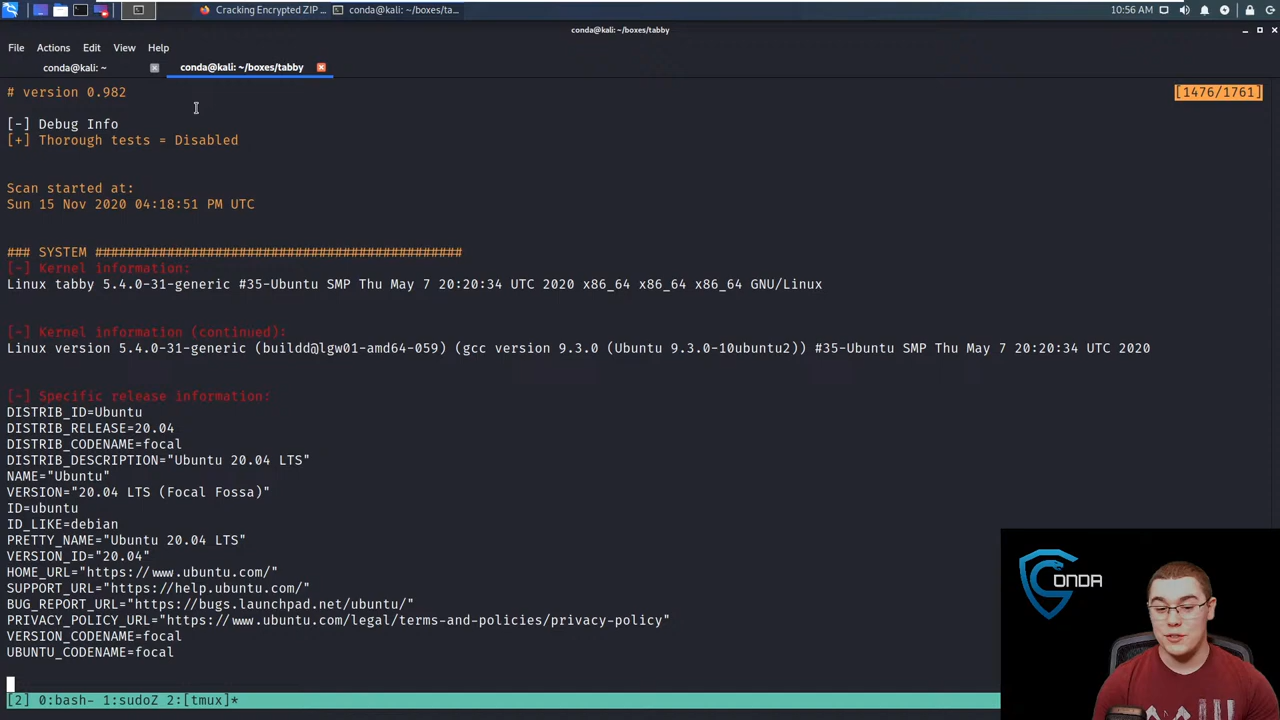 Cracking Encrypted ZIP ...
conda@kali: ~/boxes/ta...
10:56 AM
conda@kali: ~/boxes/tabby
File Actions Edit View Help
conda@kali: ~
conda@kali: ~/boxes/tabby
# version 0.982
[1476/1761]
[-] Debug Info
[+] Thorough tests = Disabled
Scan started at:
Sun 15 Nov 2020 04:18:51 PM UTC
### SYSTEM ##############################################
[-] Kernel information:
Linux tabby 5.4.0-31-generic #35-Ubuntu SMP Thu May 7 20:20:34 UTC 2020 x86_64 x86_64 x86_64 GNU/Linux
[-] Kernel information (continued):
Linux version 5.4.0-31-generic (buildd@lgw01-amd64-059) (gcc version 9.3.0 (Ubuntu 9.3.0-10ubuntu2)) #35-Ubuntu SMP Thu May 7 20:20:34 UTC 2020
[-] Specific release information:
DISTRIB_ID=Ubuntu
DISTRIB_RELEASE=20.04
DISTRIB_CODENAME=focal
DISTRIB_DESCRIPTION="Ubuntu 20.04 LTS"
NAME="Ubuntu"
VERSION="20.04 LTS (Focal Fossa)"
ID=ubuntu
ID_LIKE=debian
PRETTY_NAME="Ubuntu 20.04 LTS"
VERSION_ID="20.04"
HOME_URL="https://www.ubuntu.com/"
SUPPORT_URL="https://help.ubuntu.com/"
BUG_REPORT_URL="https://bugs.launchpad.net/ubuntu/"
PRIVACY_POLICY_URL="https://www.ubuntu.com/legal/terms-and-policies/privacy-policy"
VERSION_CODENAME=focal
UBUNTU_CODENAME=focal
CONDA
[2] 0:bash- 1:sudoZ 2:[tmux]*